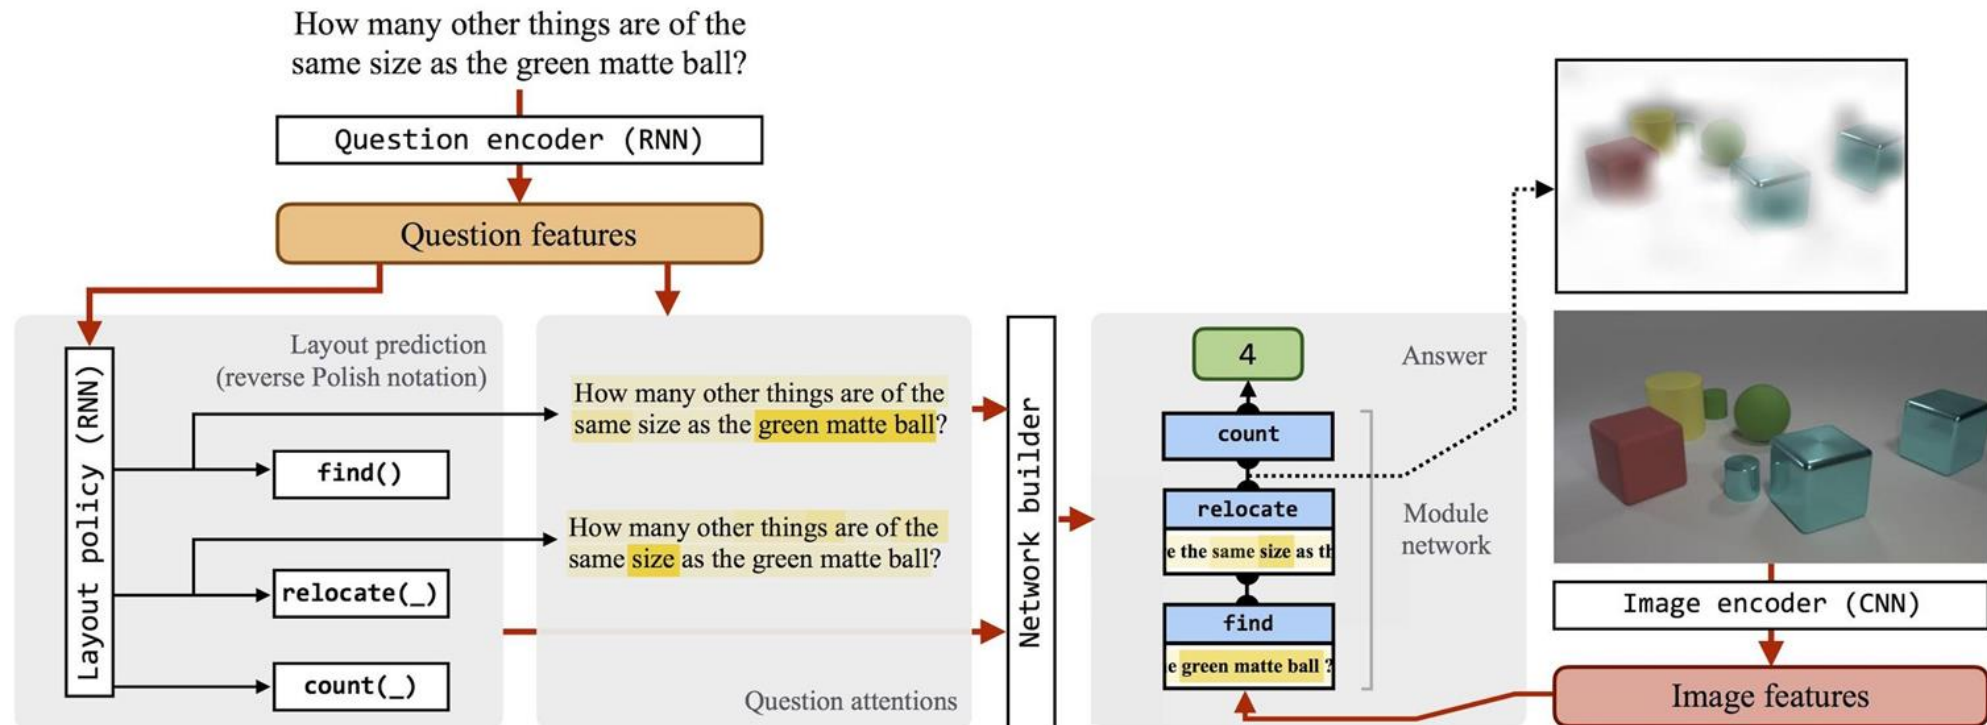 How many other things are of the
same size as the green matte ball?
Question encoder (RNN)
Question features
Layout policy (RNN)
Layout prediction
(reverse Polish notation)
find()
relocate(_)
count(_)
How many other things are of the
same size as the green matte ball?
How many other things are of the
same size as the green matte ball?
Question attentions
Network builder
4
Answer
count
relocate
e the same size as th
find
e green matte ball ?
Module
network
Image encoder (CNN)
Image features